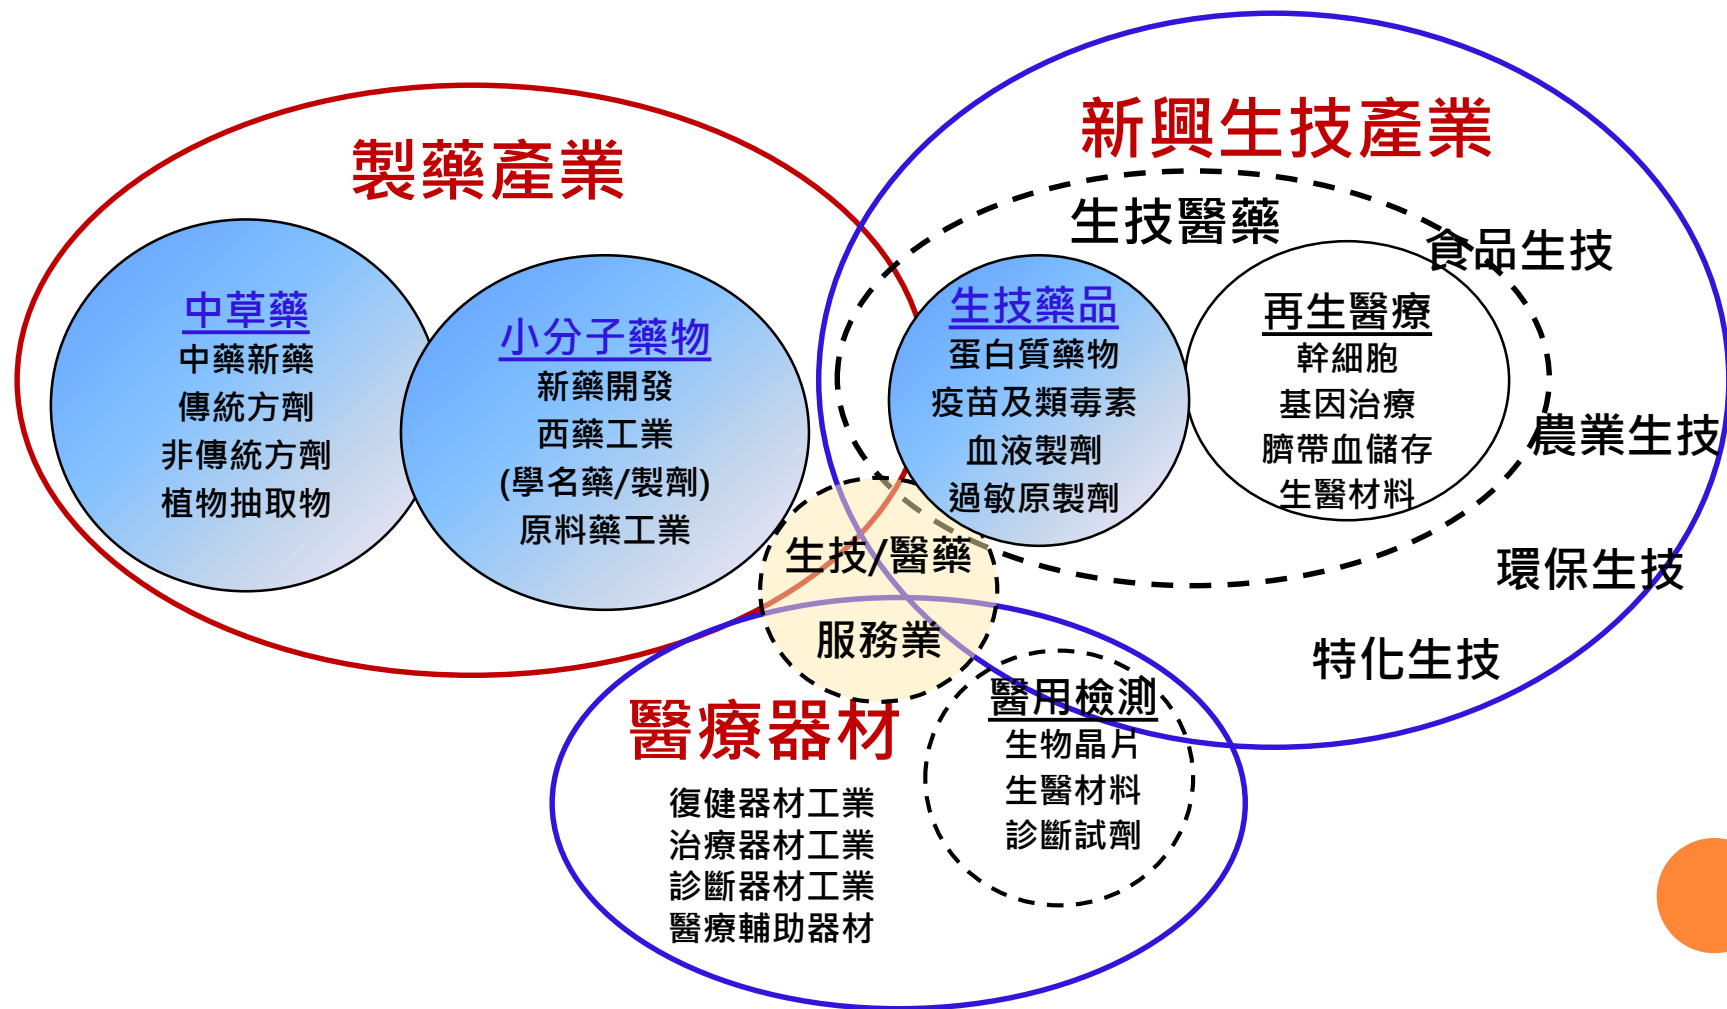 製藥產業
中草藥
中藥新藥
傳統方劑
非傳統方劑
植物抽取物
小分子藥物
新藥開發
西藥工業
(學名藥/製劑)
原料藥工業
新興生技產業
生技醫藥
生技藥品
蛋白質藥物
疫苗及類毒素
血液製劑
過敏原製劑
再生醫療
幹細胞
基因治療
臍帶血儲存
生醫材料
食品生技
農業生技
環保生技
特化生技
生技/醫藥
服務業
醫療器材
復健器材工業
治療器材工業
診斷器材工業
醫療輔助器材
醫用檢測
生物晶片
生醫材料
診斷試劑